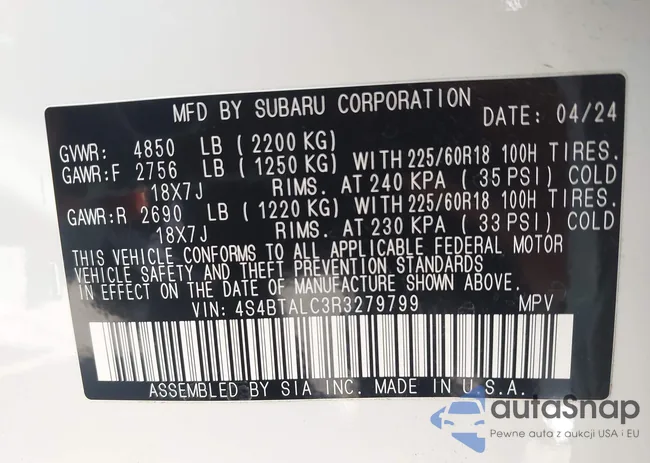 MFD BY SUBARU CORPORATION DATE: 04/24
GVWR: 4850 LB (2200 KG)
GAWR:F 2756 LB (1250 KG) WITH 225/60R18 100H TIRES.
18X7J RIMS. AT 240 KPA (35 PSI) COLD
GAWR:R 2690 LB (1220 KG) WITH 225/60R18 100H TIRES.
18X7J RIMS. AT 230 KPA (33 PSI) COLD
THIS VEHICLE CONFORMS TO ALL APPLICABLE FEDERAL MOTOR
VEHICLE SAFETY AND THEFT PREVENTION STANDARDS
IN EFFECT ON THE DATE OF MANUFACTURE SHOWN ABOVE.
VIN: 4S4BTALC3R3279799 MPV
ASSEMBLED BY SIA INC. MADE IN U.S.A.
autoSnap
Pewne auta z aukcji USA i EU